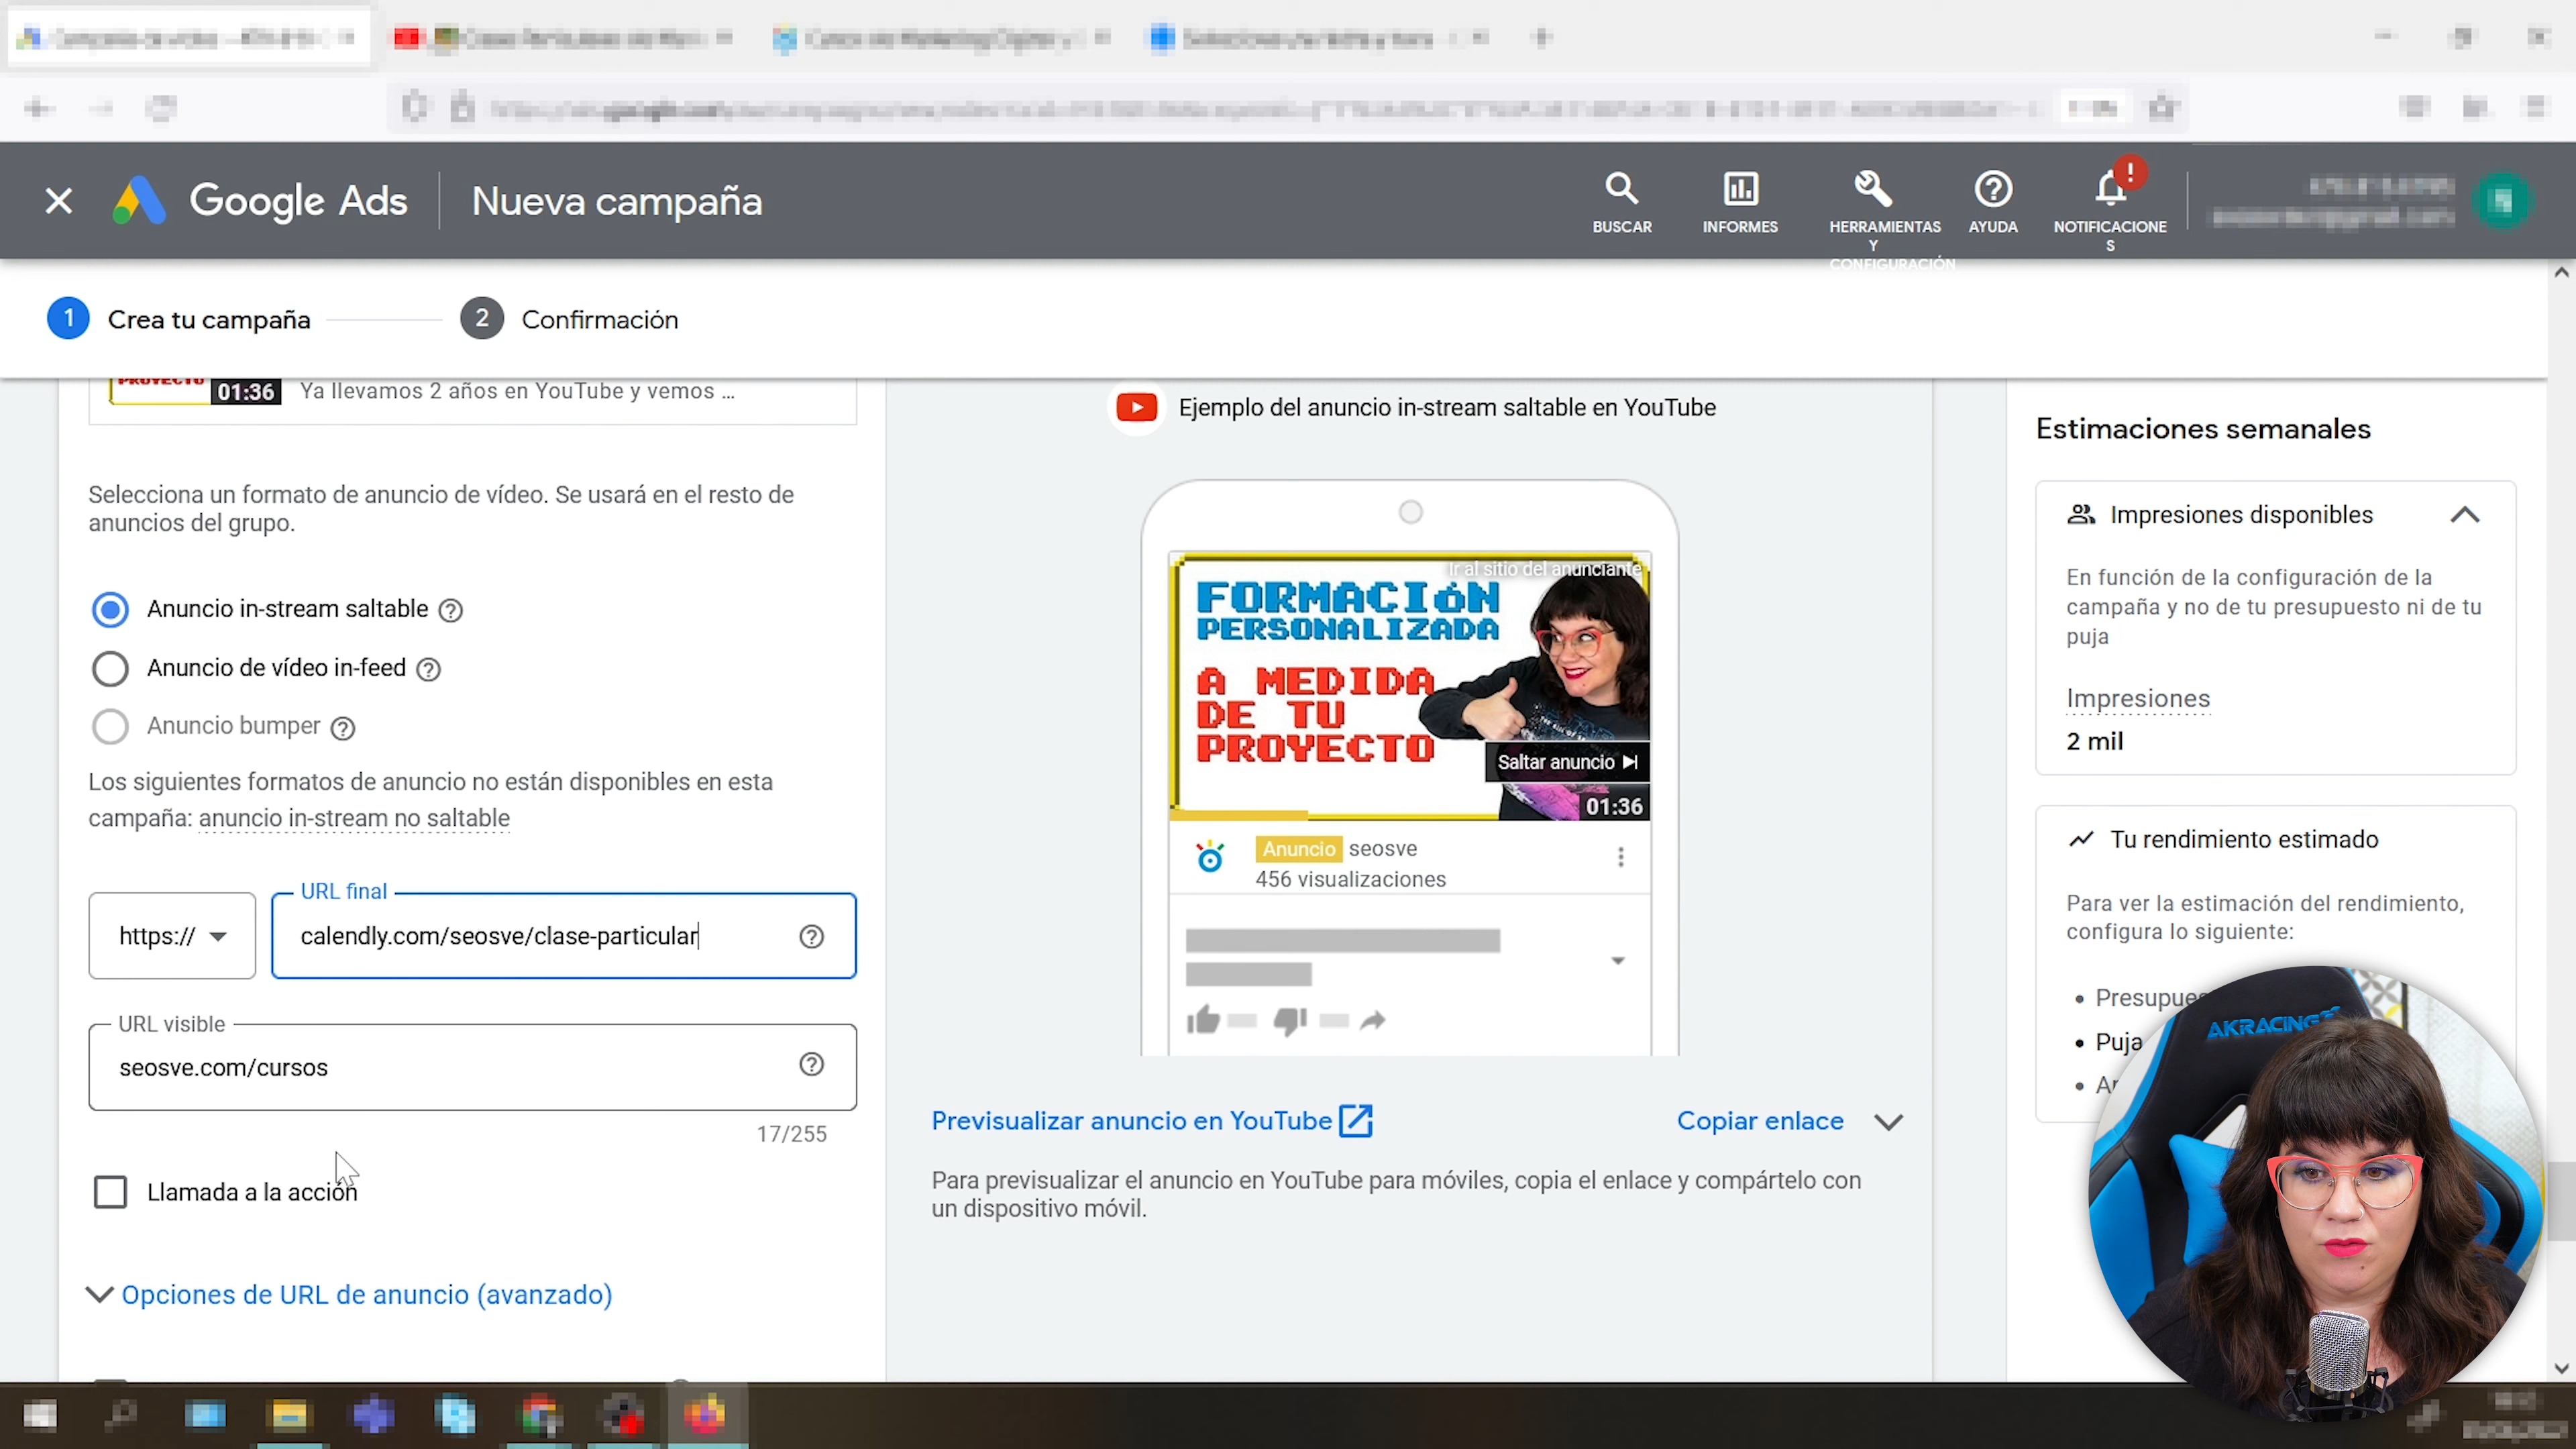 Google Ads
Nueva campaña
BUSCAR
INFORMES
HERRAMIENTAS
Y
CONFIGURACIÓN
AYUDA
NOTIFICACIONE
S
1 Crea tu campaña
2 Confirmación
PROYECTO
01:36
Ya llevamos 2 años en YouTube y vemos ...
Selecciona un formato de anuncio de vídeo. Se usará en el resto de
anuncios del grupo.
Anuncio in-stream saltable
Anuncio de vídeo in-feed
Anuncio bumper
Los siguientes formatos de anuncio no están disponibles en esta
campaña: anuncio in-stream no saltable
https://
URL final
calendly.com/seosve/clase-particular
URL visible
seosve.com/cursos
17/255
Llamada a la acción
Opciones de URL de anuncio (avanzado)
Ejemplo del anuncio in-stream saltable en YouTube
Ir al sitio del anunciante
FORMACIóN
PERSONALIZADA
A MEDIDA
DE TU
PROYECTO
Saltar anuncio
01:36
Anuncio seosve
456 visualizaciones
Previsualizar anuncio en YouTube
Copiar enlace
Para previsualizar el anuncio en YouTube para móviles, copia el enlace y compártelo con
un dispositivo móvil.
Estimaciones semanales
Impresiones disponibles
En función de la configuración de la
campaña y no de tu presupuesto ni de tu
puja
Impresiones
2 mil
Tu rendimiento estimado
Para ver la estimación del rendimiento,
configura lo siguiente:
Puja
AKRACING